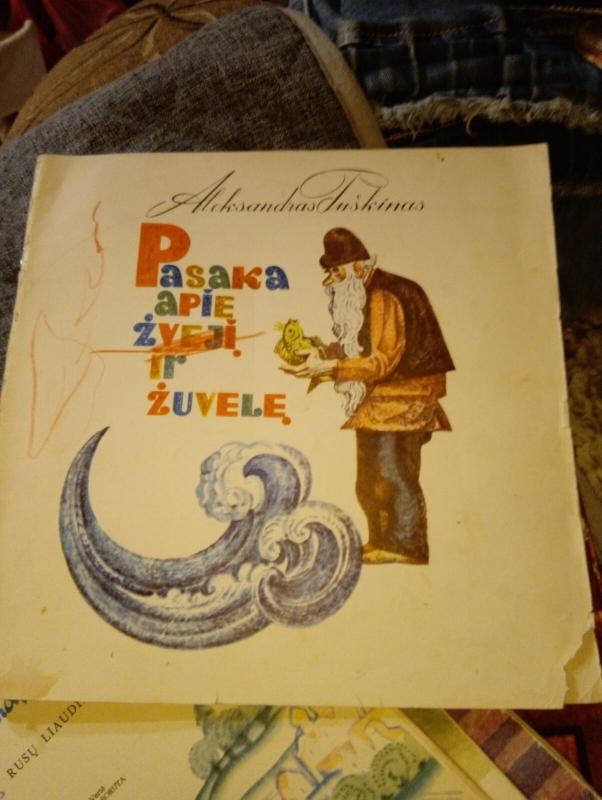 Aleksandras Puškinas
Pasaka
apie
žvejį
ir
žuvelę
RUSŲ LIAUDI